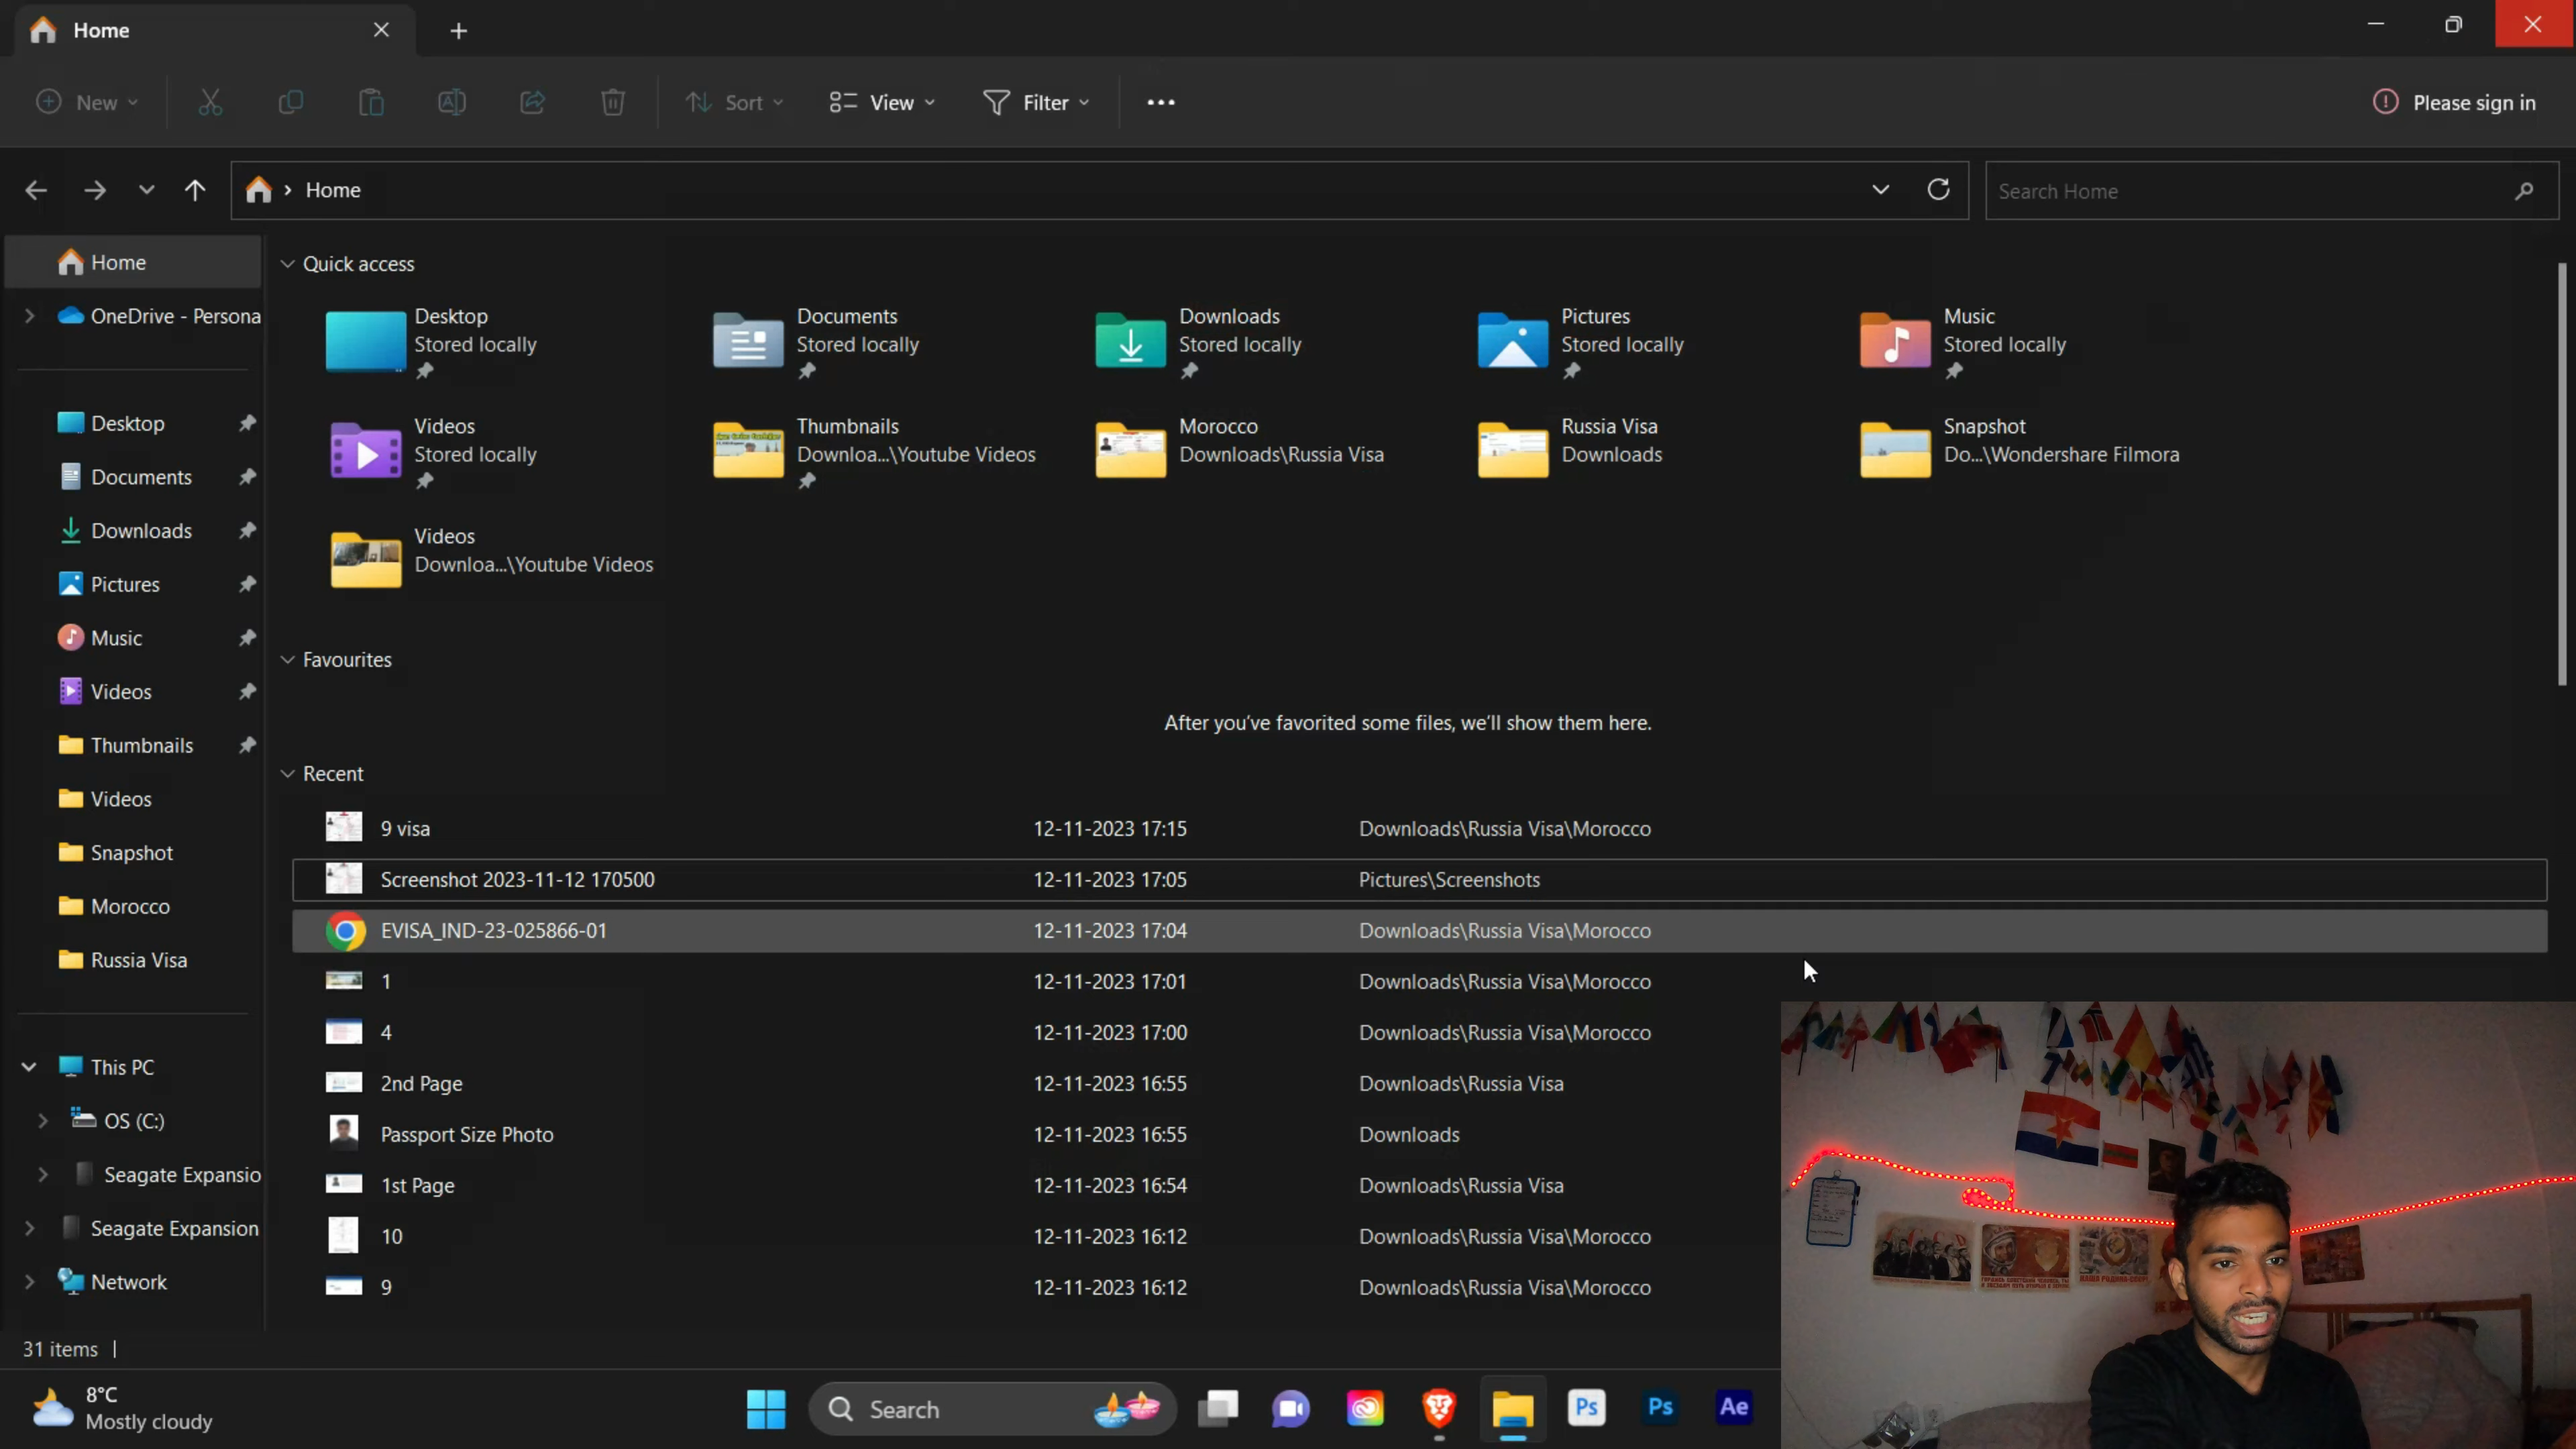 Home
New
Sort
View
Filter
Please sign in
Home
Search Home
Home
OneDrive - Persona
Desktop
Documents
Downloads
Pictures
Music
Videos
Thumbnails
Videos
Snapshot
Morocco
Russia Visa
This PC
OS (C:)
Seagate Expansio
Seagate Expansion
Network
Quick access
Desktop
Stored locally
Documents
Stored locally
Downloads
Stored locally
Pictures
Stored locally
Music
Stored locally
Videos
Stored locally
Thumbnails
Downloa...\Youtube Videos
Morocco
Downloads\Russia Visa
Russia Visa
Downloads
Snapshot
Do...\Wondershare Filmora
Videos
Downloa...\Youtube Videos
Favourites
After you've favorited some files, we'll show them here.
Recent
9 visa 12-11-2023 17:15 Downloads\Russia Visa\Morocco
Screenshot 2023-11-12 170500 12-11-2023 17:05 Pictures\Screenshots
EVISA_IND-23-025866-01 12-11-2023 17:04 Downloads\Russia Visa\Morocco
1 12-11-2023 17:01 Downloads\Russia Visa\Morocco
4 12-11-2023 17:00 Downloads\Russia Visa\Morocco
2nd Page 12-11-2023 16:55 Downloads\Russia Visa
Passport Size Photo 12-11-2023 16:55 Downloads
1st Page 12-11-2023 16:54 Downloads\Russia Visa
10 12-11-2023 16:12 Downloads\Russia Visa\Morocco
9 12-11-2023 16:12 Downloads\Russia Visa\Morocco
31 items
8°C
Mostly cloudy
Search
Ps
Ps
Ae